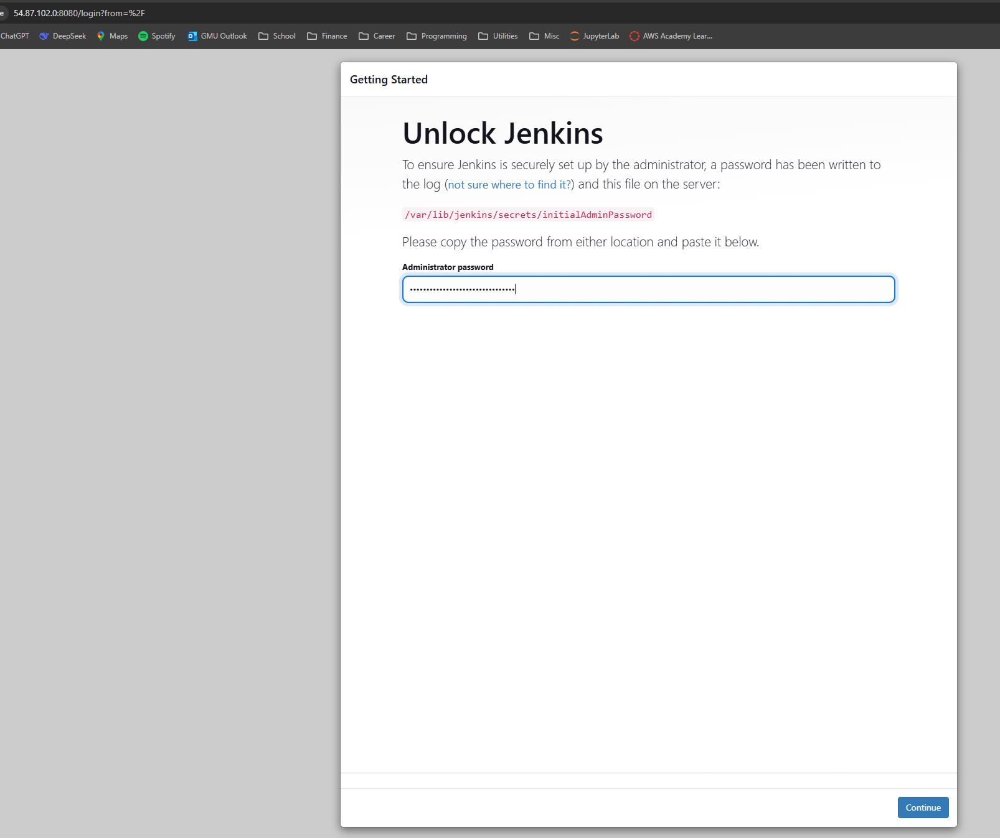 e 54.87.102.0:8080/login?from=%2F
ChatGPT DeepSeek Maps Spotify GMU Outlook School Finance Career Programming Utilities Misc JupyterLab AWS Academy Lear...
Getting Started
Unlock Jenkins
To ensure Jenkins is securely set up by the administrator, a password has been written to
the log (not sure where to find it?) and this file on the server:
/var/lib/jenkins/secrets/initialAdminPassword
Please copy the password from either location and paste it below.
Administrator password
Continue